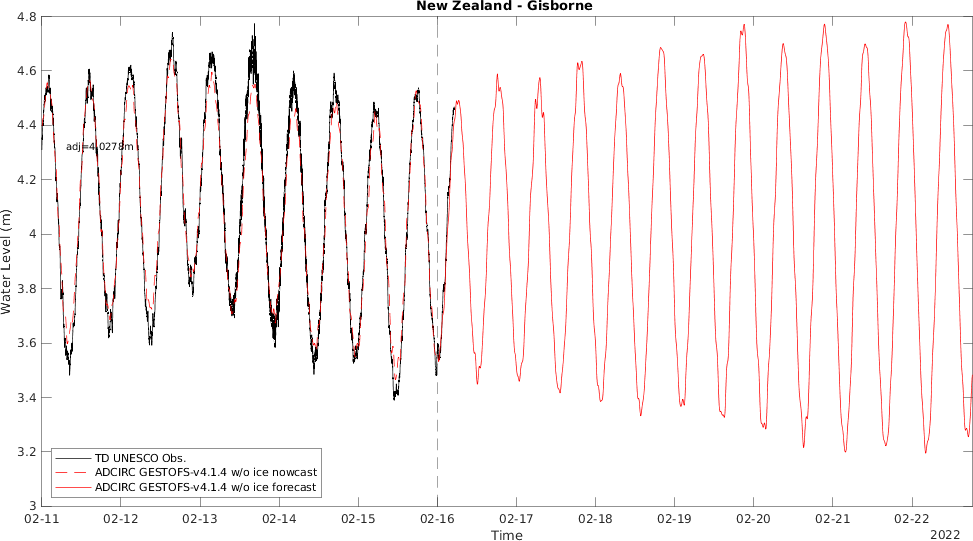 New Zealand - Gisborne
4.8
4.6
4.4
4.2
4
3.8
3.6
3.4
3.2
3
Water Level (m)
adj=4.0278m
TD UNESCO Obs.
ADCIRC GESTOFS-v4.1.4 w/o ice nowcast
ADCIRC GESTOFS-v4.1.4 w/o ice forecast
02-11 02-12 02-13 02-14 02-15 02-16 02-17 02-18 02-19 02-20 02-21 02-22
Time
2022